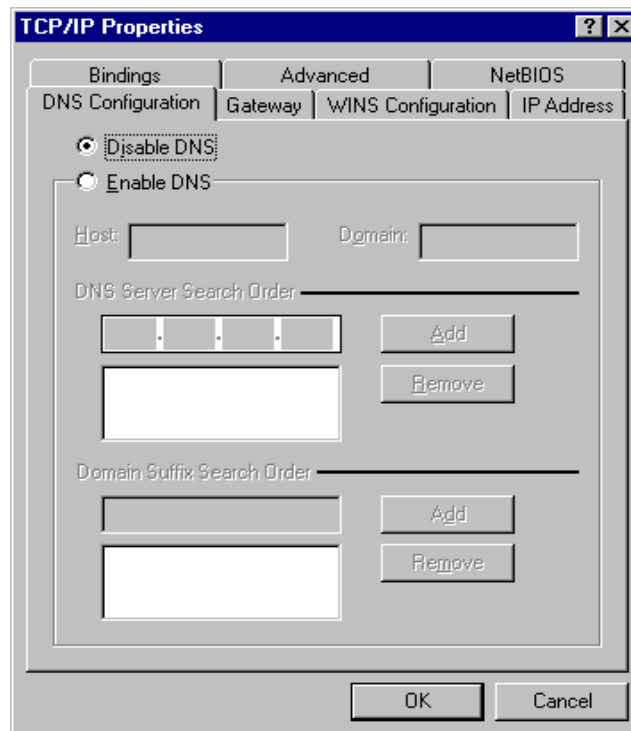 TCP/IP Properties
Bindings Advanced NetBIOS
DNS Configuration Gateway WINS Configuration IP Address
Disable DNS
Enable DNS
Host: Domain:
DNS Server Search Order
Add
Remove
Domain Suffix Search Order
Add
Remove
OK Cancel